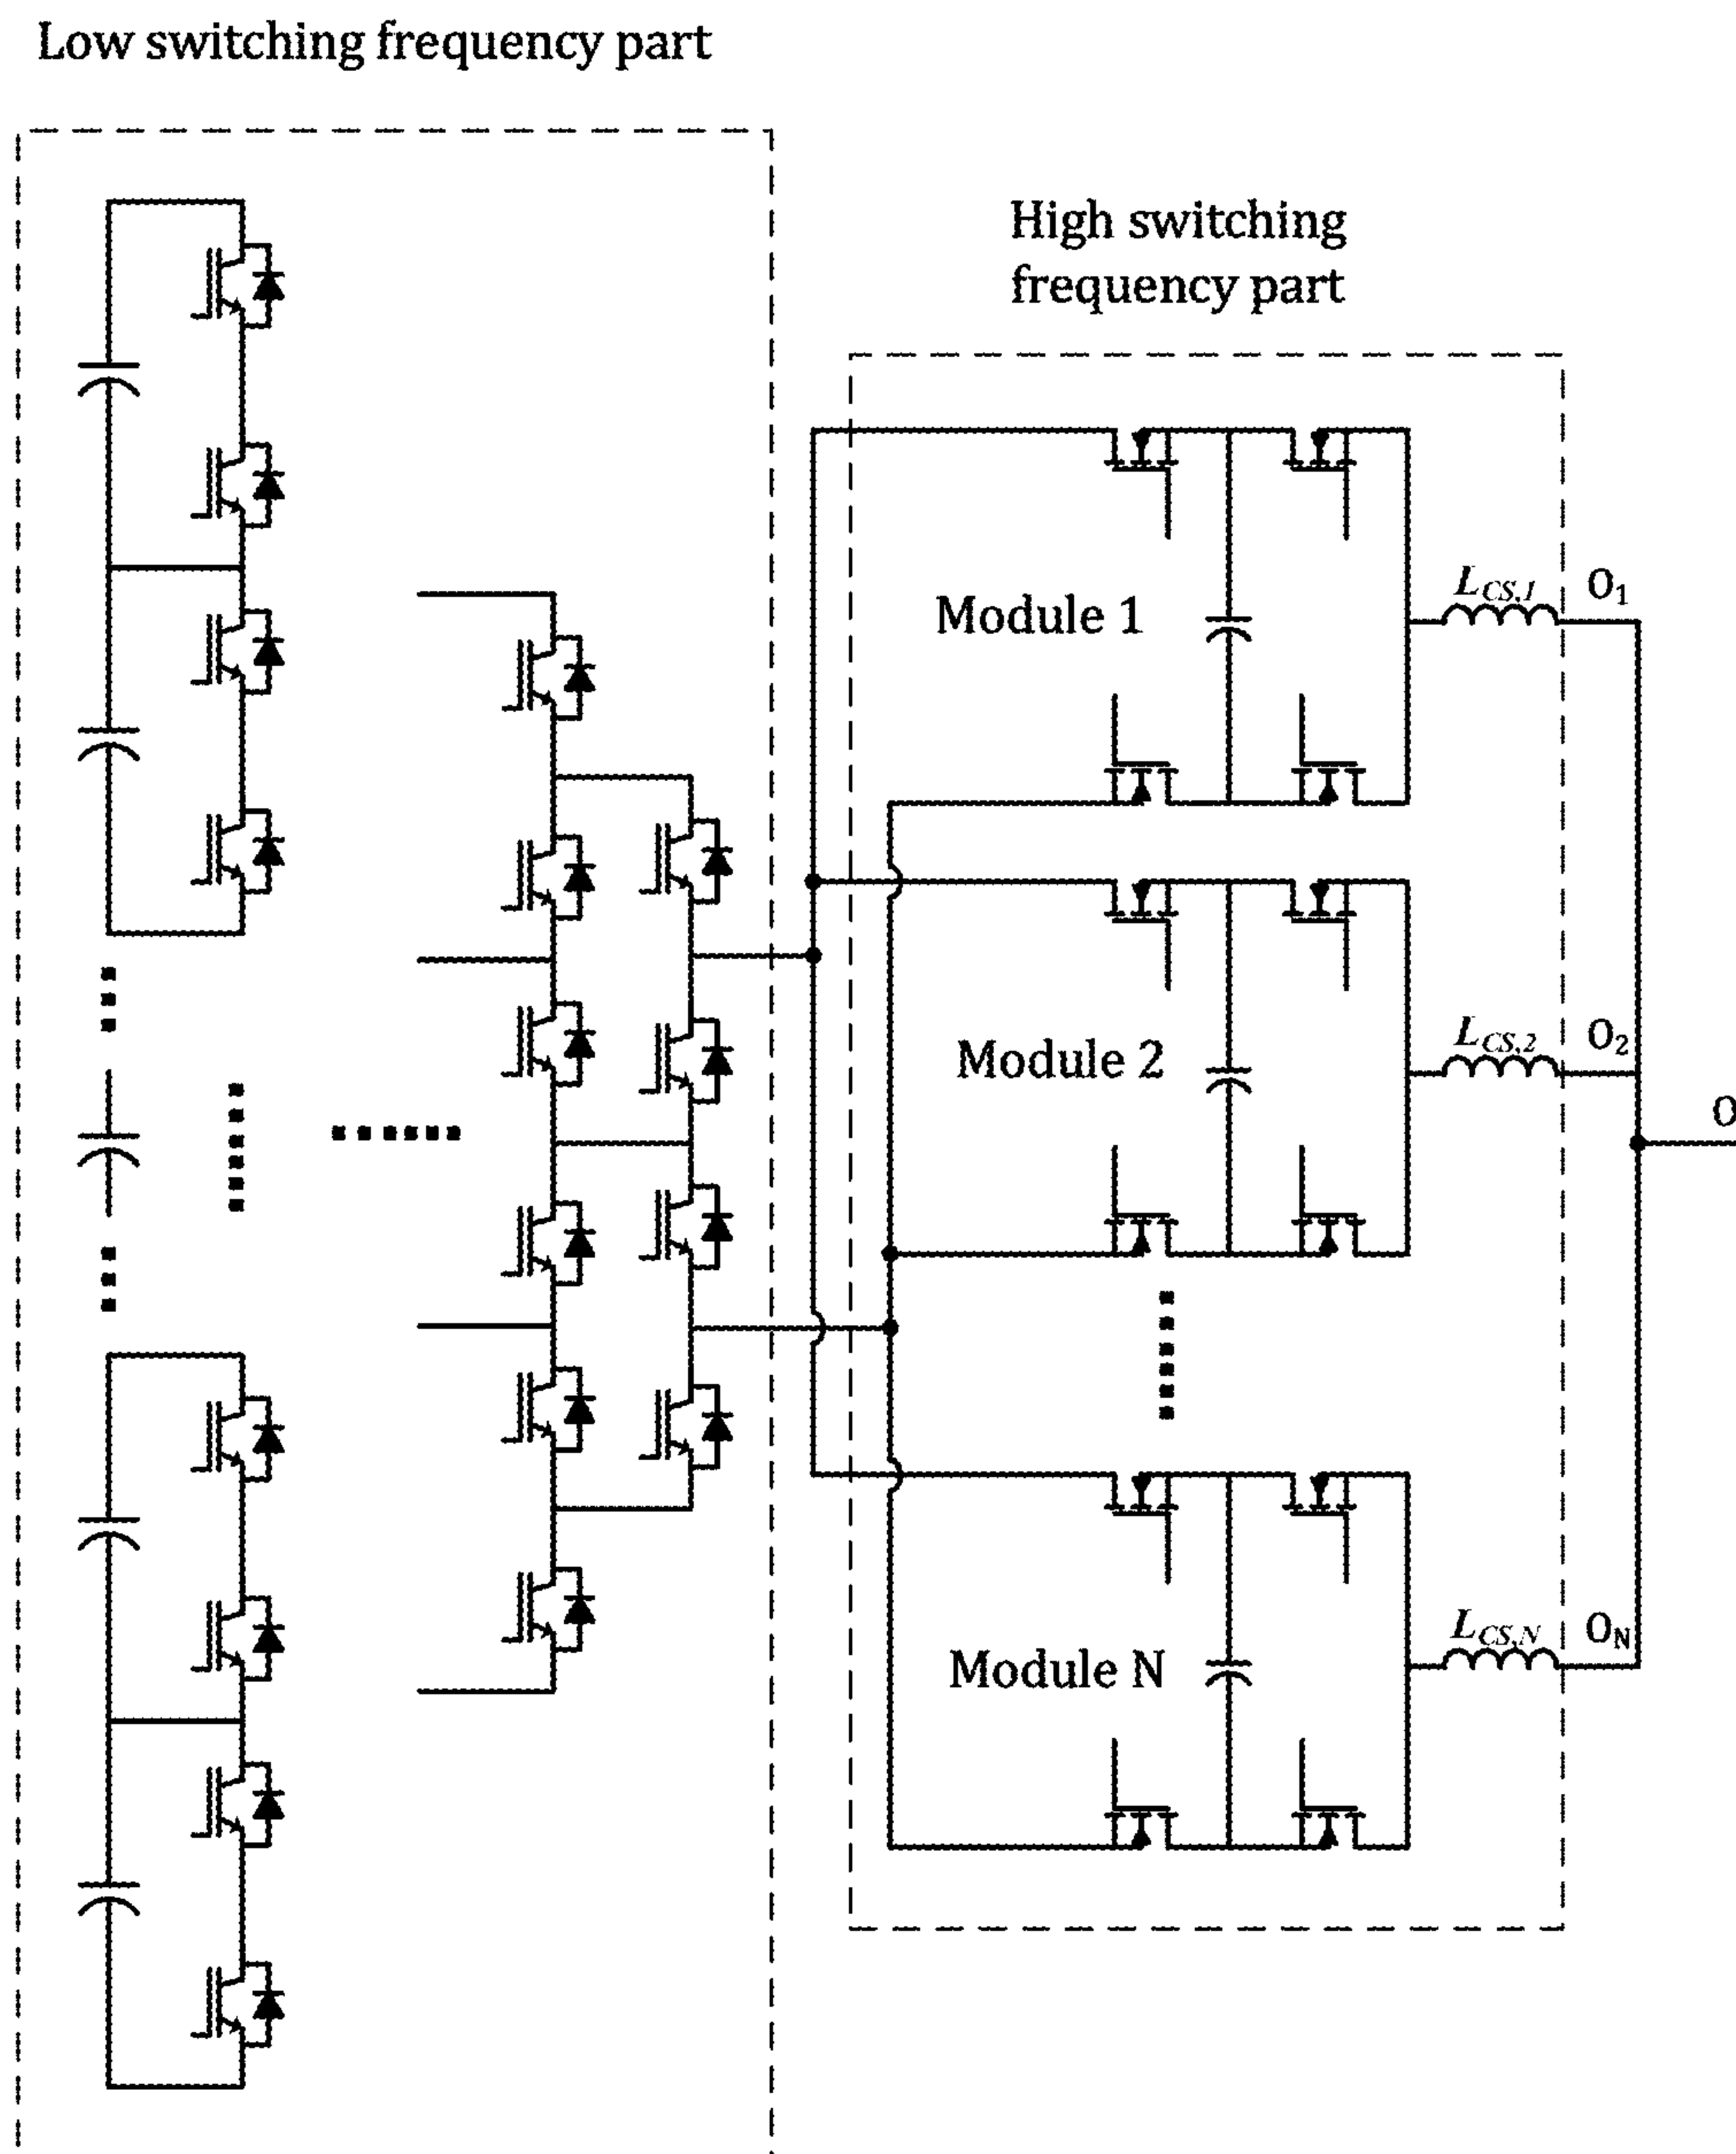 Low switching frequency part
High switching
frequency part
Module 1
L_CS,1
O₁
Module 2
L_CS,2
O₂
O
Module N
L_CS,N
O_N